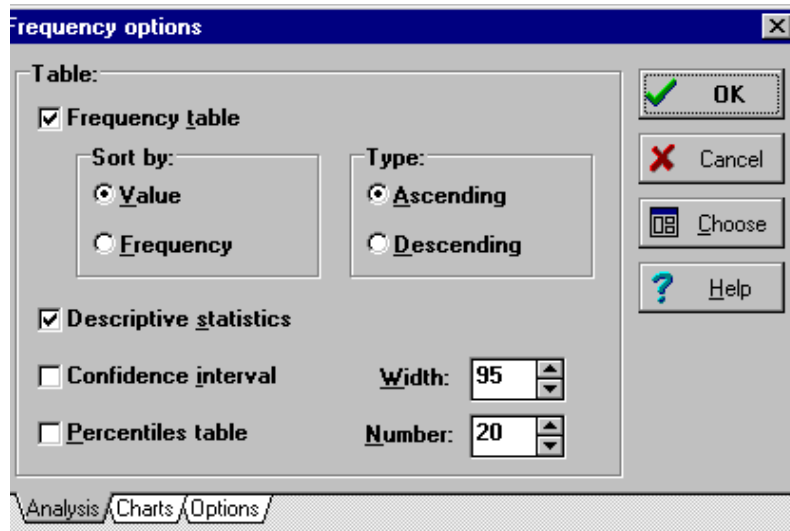 Frequency options
Table:
Frequency table
Sort by:
Value
Frequency
Type:
Ascending
Descending
Descriptive statistics
Confidence interval
Width: 95
Percentiles table
Number: 20
OK
Cancel
Choose
Help
Analysis Charts Options